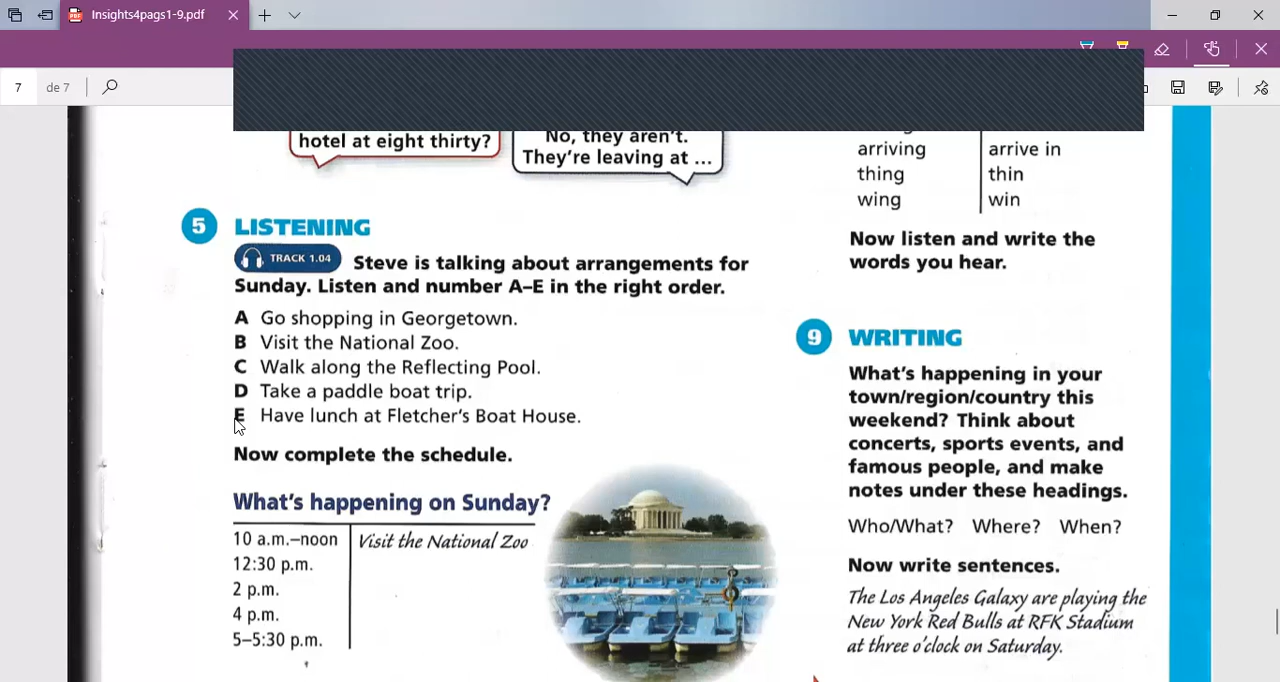 Insights4pags1-9.pdf
7 de 7
hotel at eight thirty?
No, they aren't.
They're leaving at ...
arriving arrive in
thing thin
wing win
Now listen and write the
words you hear.
5 LISTENING
TRACK 1.04 Steve is talking about arrangements for
Sunday. Listen and number A–E in the right order.
A Go shopping in Georgetown.
B Visit the National Zoo.
C Walk along the Reflecting Pool.
D Take a paddle boat trip.
E Have lunch at Fletcher's Boat House.
Now complete the schedule.
What's happening on Sunday?
10 a.m.–noon Visit the National Zoo
12:30 p.m.
2 p.m.
4 p.m.
5–5:30 p.m.
9 WRITING
What's happening in your
town/region/country this
weekend? Think about
concerts, sports events, and
famous people, and make
notes under these headings.
Who/What? Where? When?
Now write sentences.
The Los Angeles Galaxy are playing the
New York Red Bulls at RFK Stadium
at three o'clock on Saturday.